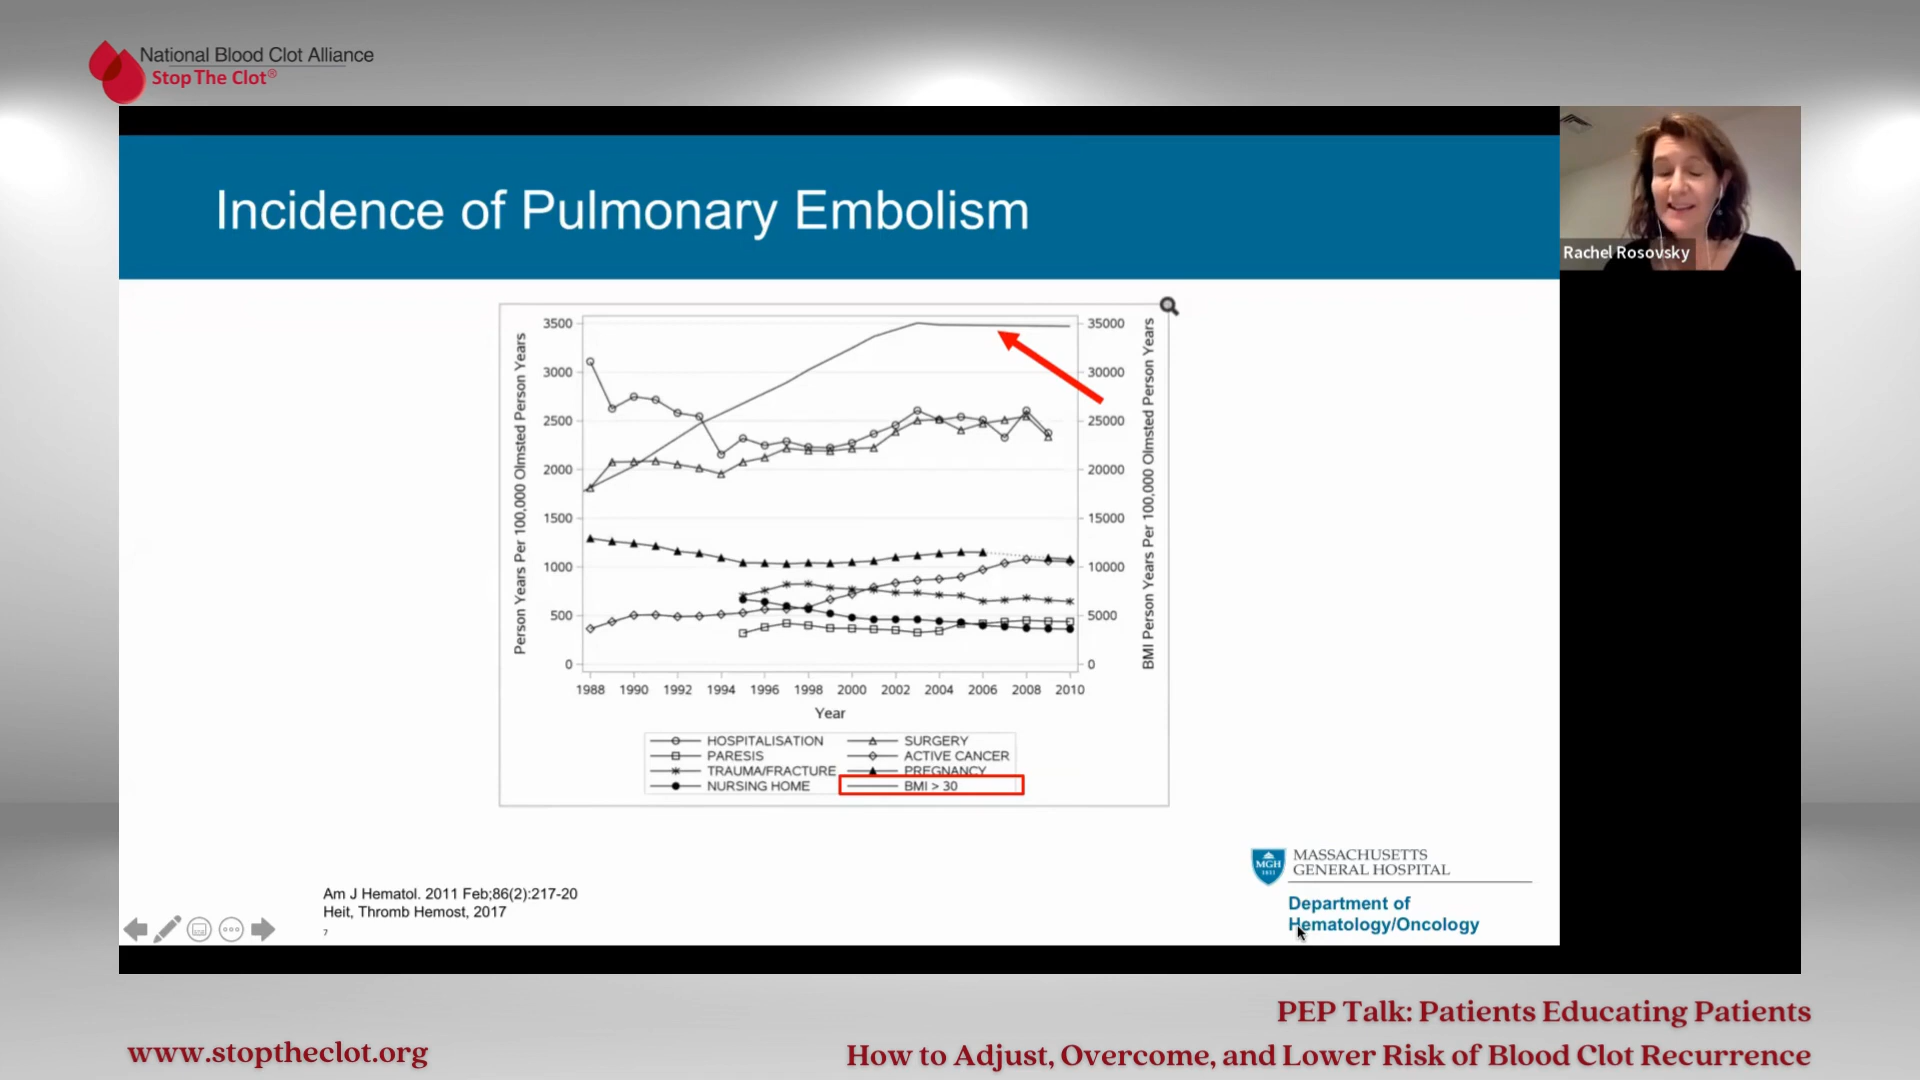 National Blood Clot Alliance
Stop The Clot®
Incidence of Pulmonary Embolism
Rachel Rosovsky
Person Years Per 100,000 Olmsted Person Years
3500
3000
2500
2000
1500
1000
500
0
35000
30000
25000
20000
15000
10000
5000
0
BMI Person Years Per 100,000 Olmsted Person Years
1988 1990 1992 1994 1996 1998 2000 2002 2004 2006 2008 2010
Year
HOSPITALISATION SURGERY
PARESIS ACTIVE CANCER
TRAUMA/FRACTURE PREGNANCY
NURSING HOME BMI > 30
MGH
1811
MASSACHUSETTS
GENERAL HOSPITAL
Department of
Hematology/Oncology
Am J Hematol. 2011 Feb;86(2):217-20
Heit, Thromb Hemost, 2017
7
PEP Talk: Patients Educating Patients
www.stoptheclot.org
How to Adjust, Overcome, and Lower Risk of Blood Clot Recurrence